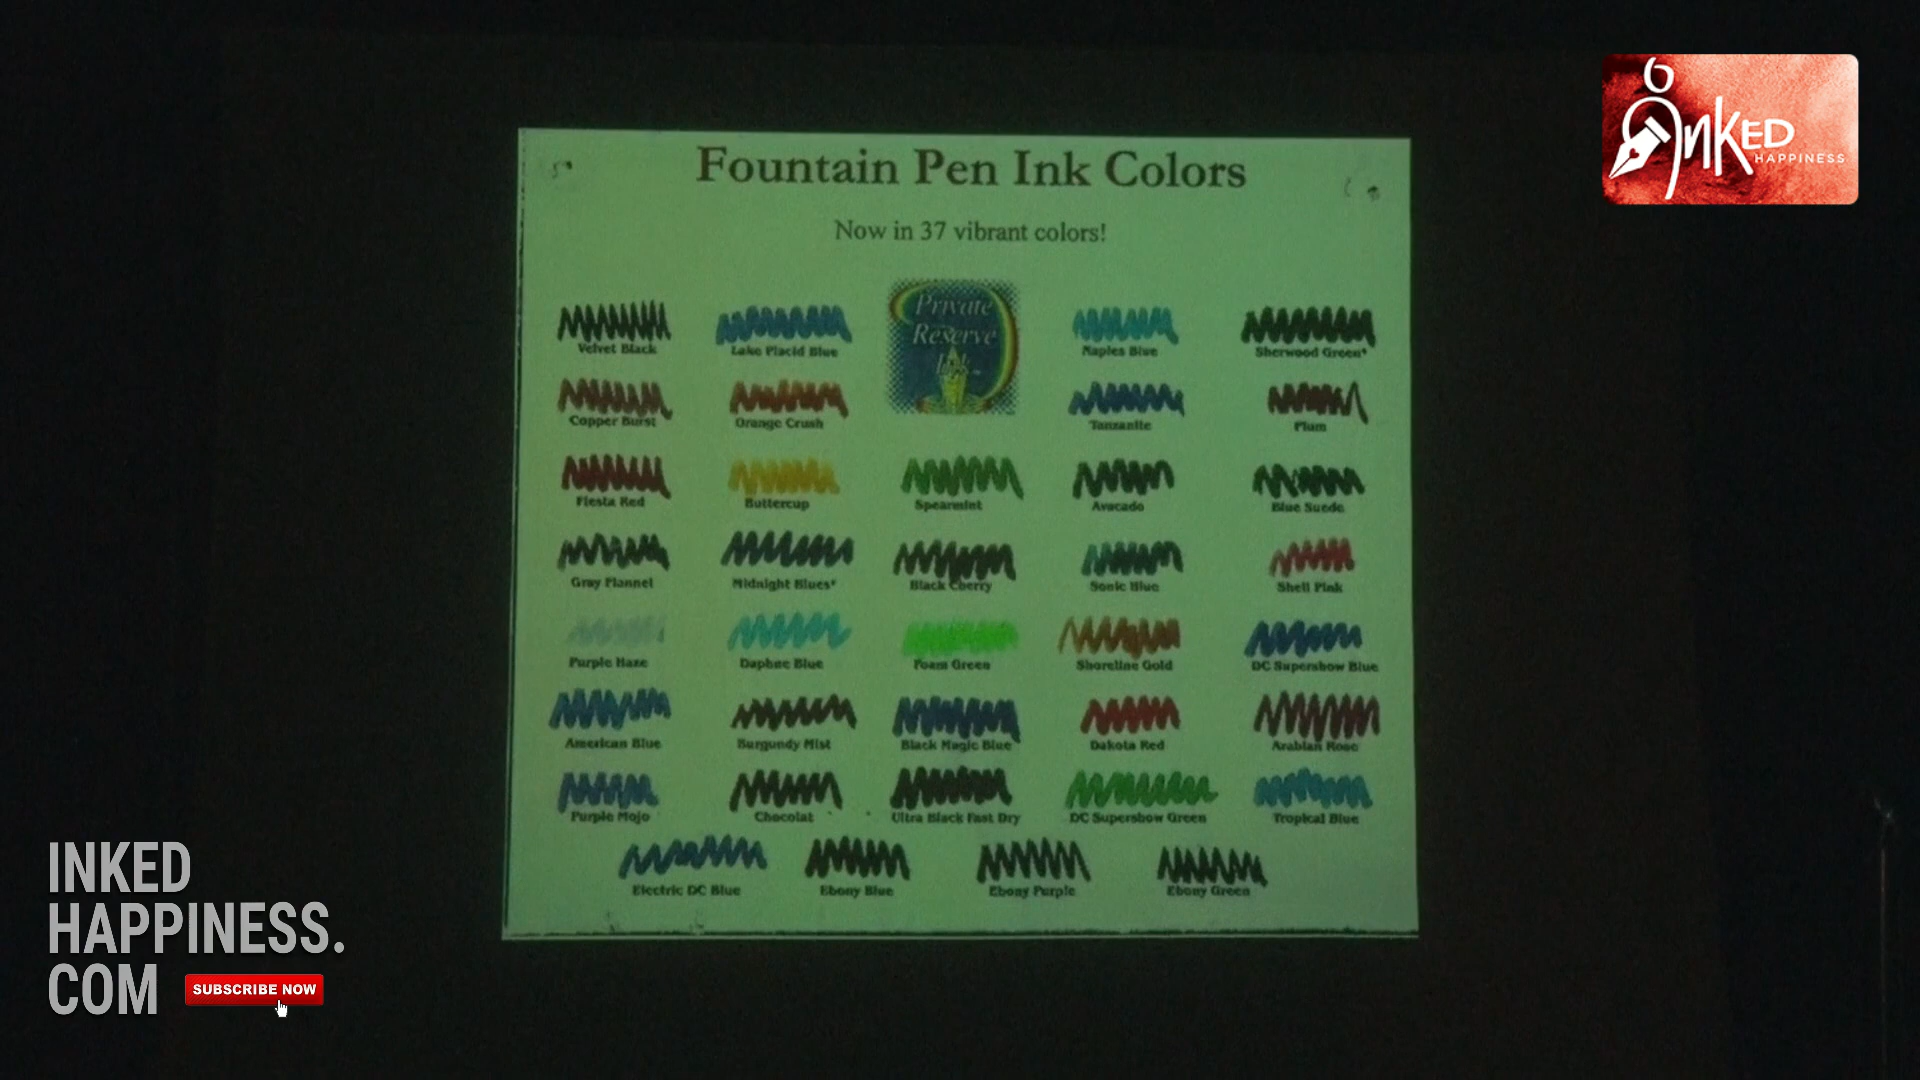 Fountain Pen Ink Colors
Now in 37 vibrant colors!
Private
Reserve
Ink
Velvet Black
Lake Placid Blue
Naples Blue
Sherwood Green*
Copper Burst
Orange Crush
Tanzanite
Plum
Fiesta Red
Buttercup
Spearmint
Avacado
Blue Suede
Gray Flannel
Midnight Blues*
Black Cherry
Sonic Blue
Shell Pink
Purple Haze
Daphne Blue
Foam Green
Shoreline Gold
DC Supershow Blue
American Blue
Burgundy Mist
Black Magic Blue
Dakota Red
Arabian Rose
Purple Mojo
Chocolat
Ultra Black Fast Dry
DC Supershow Green
Tropical Blue
Electric DC Blue
Ebony Blue
Ebony Purple
Ebony Green
INKED
HAPPINESS
INKED
HAPPINESS.
COM
SUBSCRIBE NOW